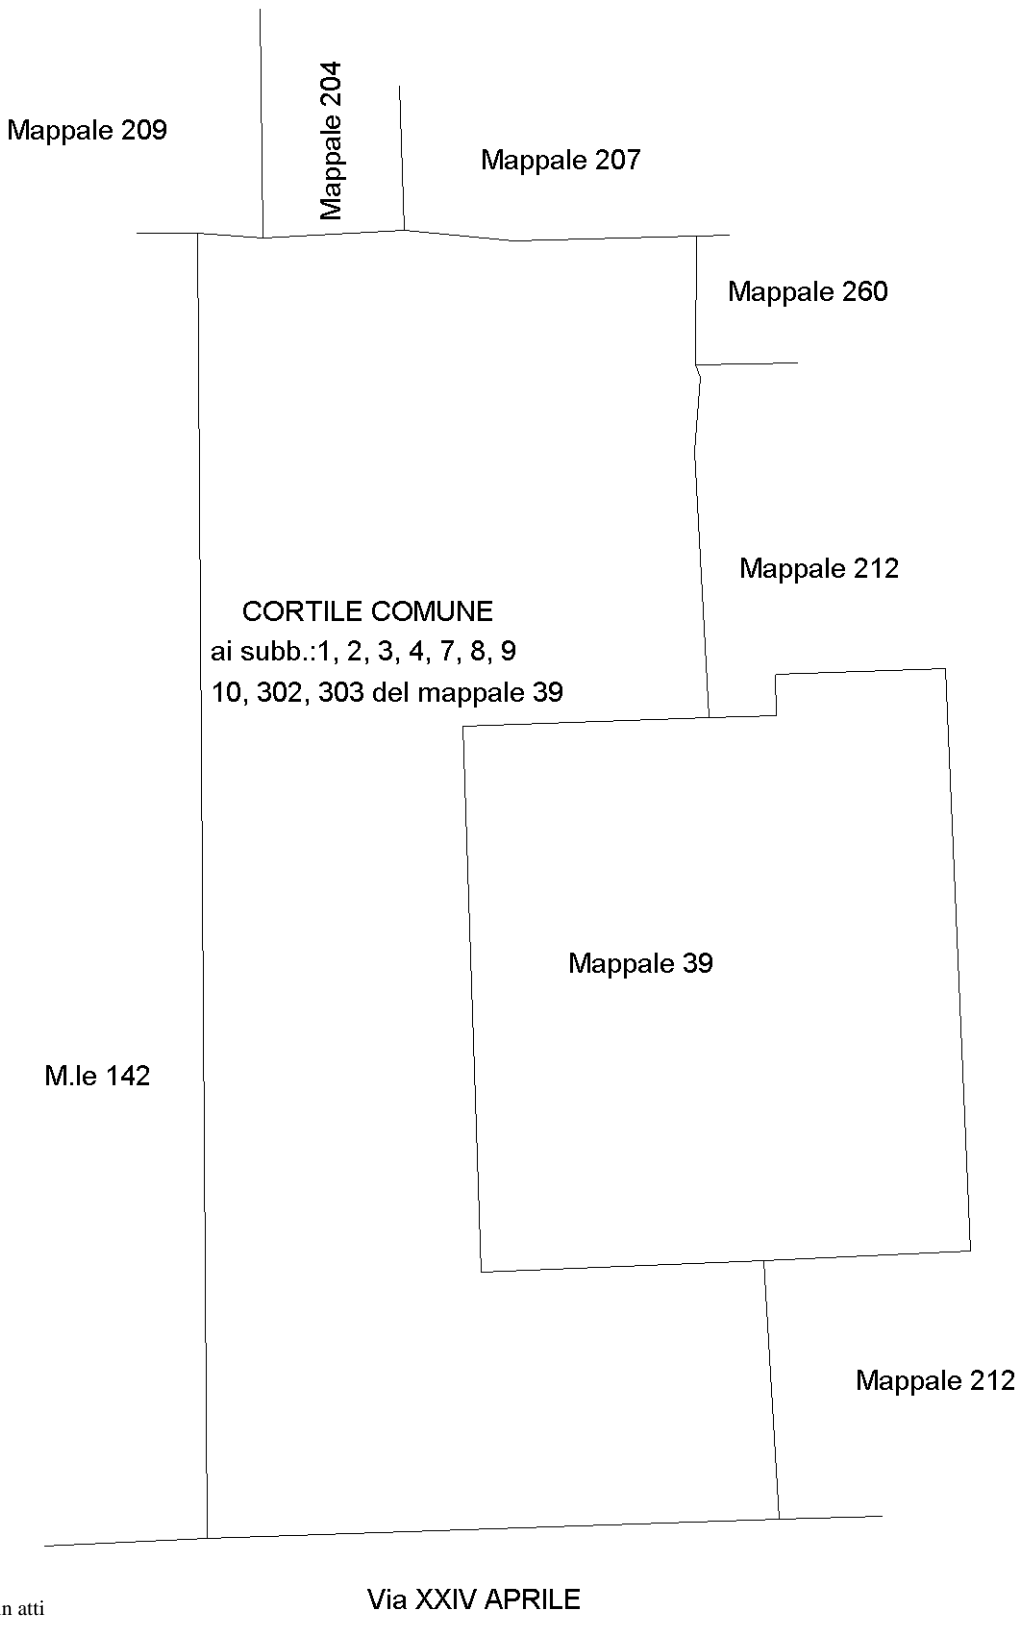 Mappale 204
Mappale 209
Mappale 207
Mappale 260
Mappale 212
CORTILE COMUNE
ai subb.:1, 2, 3, 4, 7, 8, 9
10, 302, 303 del mappale 39
Mappale 39
M.le 142
Mappale 212
Via XXIV APRILE
atti